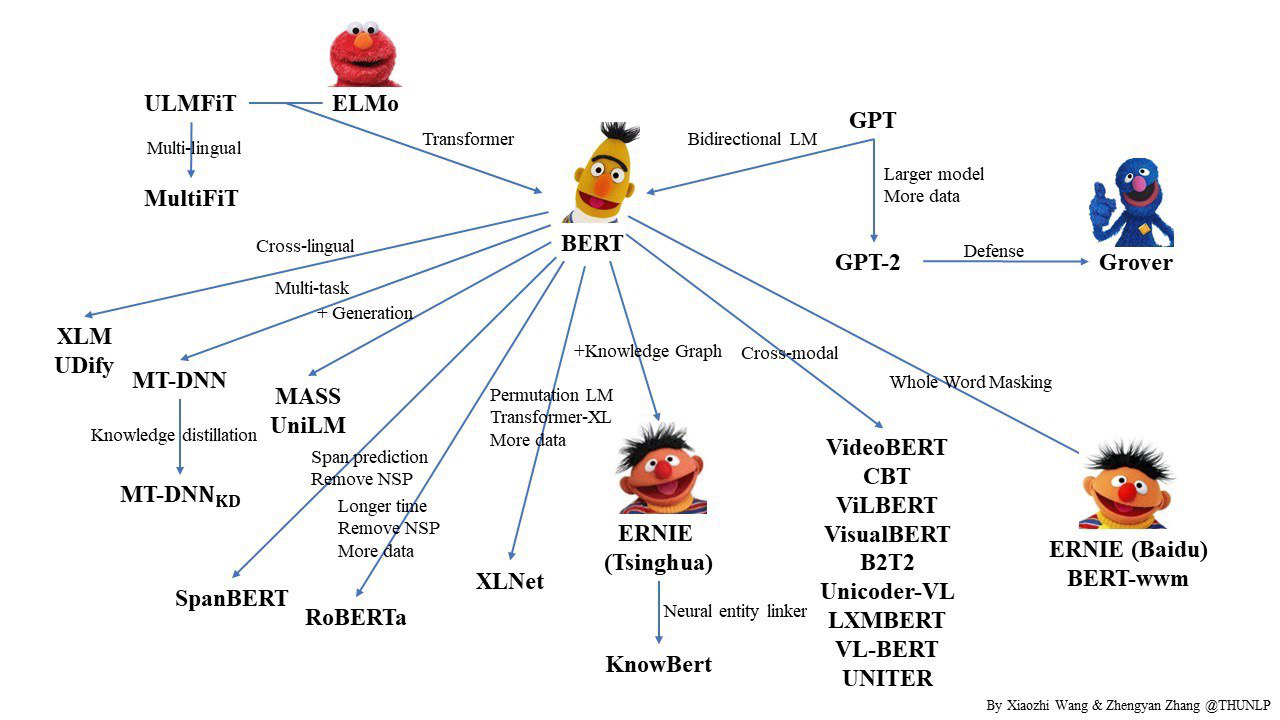 ULMFiT
ELMo
GPT
Transformer
Bidirectional LM
Multi-lingual
Larger model
More data
MultiFiT
BERT
Cross-lingual
GPT-2
Defense
Grover
Multi-task
+ Generation
XLM
UDify
+Knowledge Graph
Cross-modal
MT-DNN
Whole Word Masking
MASS
UniLM
Permutation LM
Transformer-XL
More data
Knowledge distillation
Span prediction
Remove NSP
VideoBERT
CBT
ViLBERT
VisualBERT
B2T2
Unicoder-VL
LXMBERT
VL-BERT
UNITER
MT-DNNKD
Longer time
Remove NSP
More data
ERNIE
(Tsinghua)
ERNIE (Baidu)
BERT-wwm
XLNet
SpanBERT
RoBERTa
Neural entity linker
KnowBert
By Xiaozhi Wang & Zhengyan Zhang @THUNLP